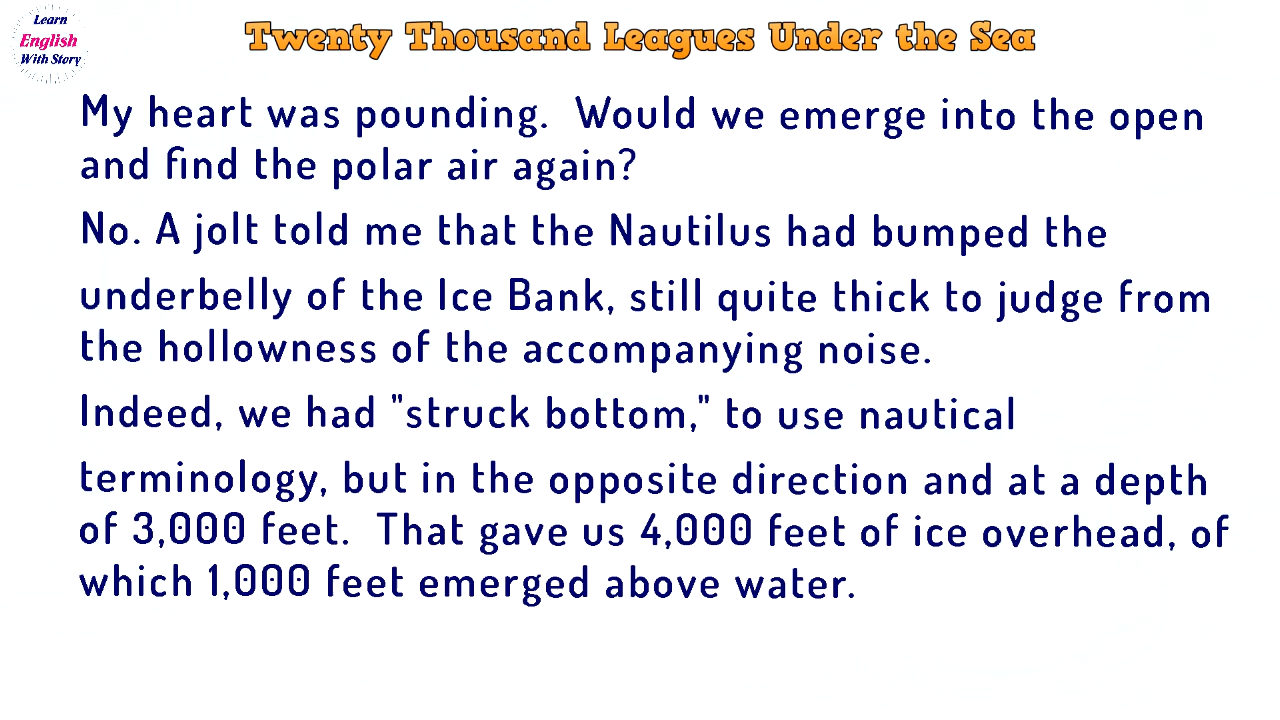 Learn
English
With Story
Twenty Thousand Leagues Under the Sea
My heart was pounding.  Would we emerge into the open
and find the polar air again?
No. A jolt told me that the Nautilus had bumped the
underbelly of the Ice Bank, still quite thick to judge from
the hollowness of the accompanying noise.
Indeed, we had "struck bottom," to use nautical
terminology, but in the opposite direction and at a depth
of 3,000 feet.  That gave us 4,000 feet of ice overhead, of
which 1,000 feet emerged above water.